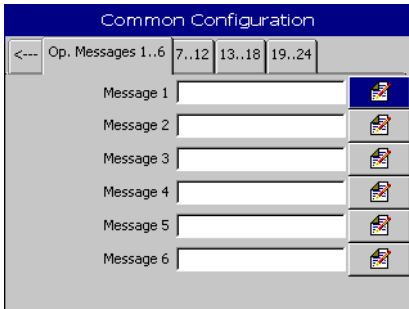 Common Configuration
<--- Op. Messages 1..6 7..12 13..18 19..24
Message 1
Message 2
Message 3
Message 4
Message 5
Message 6